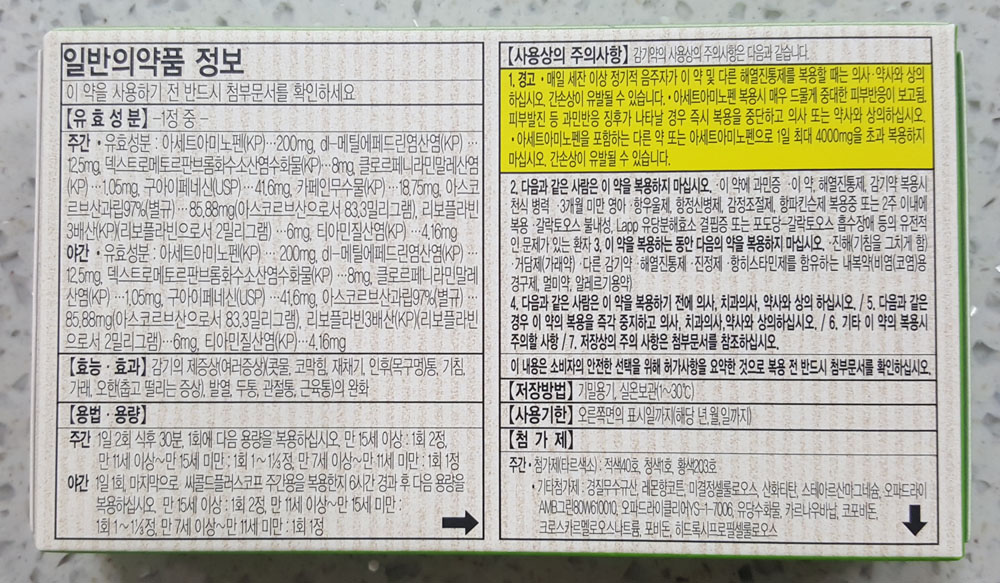 일반의약품 정보
이 약을 사용하기 전 반드시 첨부문서를 확인하세요
【유효성분】 -1정 중-
주간 • 유효성분 : 아세트아미노펜(KP)…200mg, dl-메틸에페드린염산염(KP)…
12.5mg, 덱스트로메토르판브롬화수소산염수화물(KP)…8mg, 클로르페니라민말레산염
(KP)…1.05mg, 구아이페네신(USP)…41.6mg, 카페인무수물(KP)…18.75mg, 아스코
르브산과립97%(별규)…85.88mg(아스코르브산으로서 83.3밀리그램), 리보플라빈
3배산(KP)(리보플라빈으로서 2밀리그램)…6mg, 티아민질산염(KP)…4.16mg
야간 • 유효성분 : 아세트아미노펜(KP)…200mg, dl-메틸에페드린염산염(KP)…
12.5mg, 덱스트로메토르판브롬화수소산염수화물(KP)…8mg, 클로르페니라민말레
산염(KP)…1.05mg, 구아이페네신(USP)…41.6mg, 아스코르브산과립97%(별규)…
85.88mg(아스코르브산으로서 83.3밀리그램), 리보플라빈3배산(KP)(리보플라빈
으로서 2밀리그램)…6mg, 티아민질산염(KP)…4.16mg
【효능·효과】 감기의 제증상(여러증상)(콧물, 코막힘, 재채기, 인후(목구멍)통, 기침,
가래, 오한(춥고 떨리는 증상), 발열, 두통, 관절통, 근육통)의 완화
【용법·용량】
주간 1일 2회 식후 30분, 1회에 다음 용량을 복용하십시오. 만 15세 이상 : 1회 2정,
만 11세 이상~ 만 15세 미만 : 1회 1~1⅓정, 만 7세 이상~ 만 11세 미만 : 1회 1정
야간 1일 1회, 마지막으로 씨콜드플러스코프 주간용을 복용한지 6시간 경과 후 다음 용량을
복용하십시오. 만 15세 이상 : 1회 2정, 만 11세 이상~ 만 15세 미만 :
1회 1~1⅓정, 만 7세 이상~만 11세 미만 : 1회 1정
【사용상의 주의사항】 감기약의 사용상의 주의사항은 다음과 같습니다.
1. 경고 • 매일 세잔 이상 정기적 음주자가 이 약 및 다른 해열진통제를 복용할 때는 의사·약사와 상의
하십시오. 간손상이 유발될 수 있습니다. • 아세트아미노펜 복용시 매우 드물게 중대한 피부반응이 보고됨.
피부발진 등 과민반응 징후가 나타날 경우 즉시 복용을 중단하고 의사 또는 약사와 상의하십시오.
• 아세트아미노펜을 포함하는 다른 약 또는 아세트아미노펜으로 1일 최대 4000mg을 초과 복용하지
마십시오. 간손상이 유발될 수 있습니다.
2. 다음과 같은 사람은 이 약을 복용하지 마십시오. ·이 약에 과민증 ·이 약, 해열진통제, 감기약 복용시
천식 병력 ·3개월 미만 영아 ·항우울제, 항정신병제, 감정조절제, 항파킨슨제 복용중 또는 2주 이내에
복용 ·갈락토오스 불내성, Lapp 유당분해효소 결핍증 또는 포도당-갈락토오스 흡수장애 등의 유전적
인 문제가 있는 환자 3. 이 약을 복용하는 동안 다음의 약을 복용하지 마십시오. ·진해(기침을 그치게 함)
·거담제(가래약) ·다른 감기약 ·해열진통제 ·진정제 ·항히스타민제를 함유하는 내복약(비염(코염)용
경구제, 멀미약, 알레르기용약)
4. 다음과 같은 사람은 이 약을 복용하기 전에 의사, 치과의사, 약사와 상의 하십시오. / 5. 다음과 같은
경우 이 약의 복용을 즉각 중지하고 의사, 치과의사,약사와 상의하십시오. / 6. 기타 이 약의 복용시
주의할 사항 / 7. 저장상의 주의 사항은 첨부문서를 참조하십시오.
이 내용은 소비자의 안전한 선택을 위해 허가사항을 요약한 것으로 복용 전 반드시 첨부문서를 확인하십시오.
【저장방법】 기밀용기, 실온보관(1~30℃)
【사용기한】 오른쪽면의 표시일까지(해당 년,월,일까지)
【첨 가 제】
주간 • 첨가제(타르색소) : 적색40호, 청색1호, 황색203호
• 기타첨가제 : 경질무수규산, 레몬향코튼, 미결정셀룰로오스, 산화티탄, 스테아르산마그네슘, 오파드라이
AMB그린80W610010, 오파드라이클리어YS-1-7006, 유당수화물, 카르나우바납, 코포비돈,
크로스카르멜로오스나트륨, 포비돈, 히드록시프로필셀룰로오스